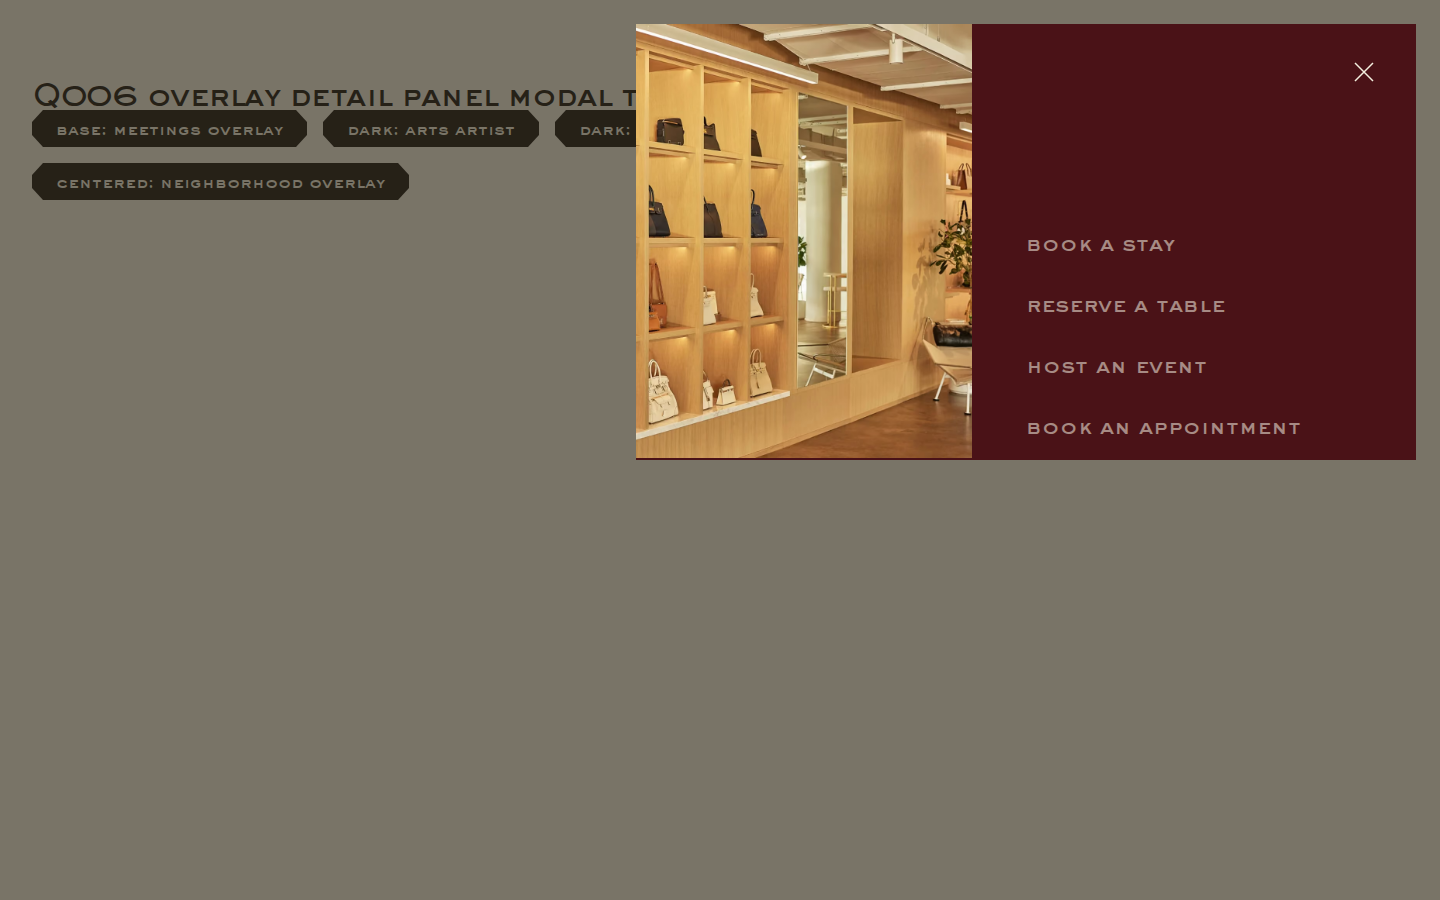 Q006 OVERLAY DETAIL PANEL MODAL T
BASE: MEETINGS OVERLAY
DARK: ARTS ARTIST
DARK:
CENTERED: NEIGHBORHOOD OVERLAY
BOOK A STAY
RESERVE A TABLE
HOST AN EVENT
BOOK AN APPOINTMENT